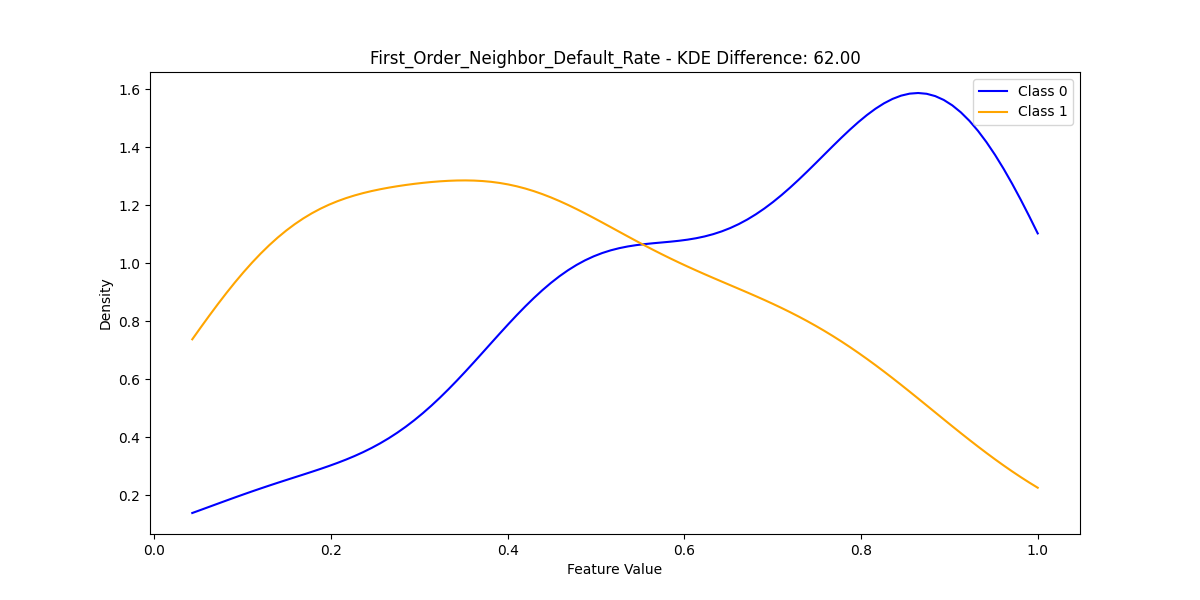 First_Order_Neighbor_Default_Rate - KDE Difference: 62.00
Class 0
Class 1
Density
1.6
1.4
1.2
1.0
0.8
0.6
0.4
0.2
0.0 0.2 0.4 0.6 0.8 1.0
Feature Value